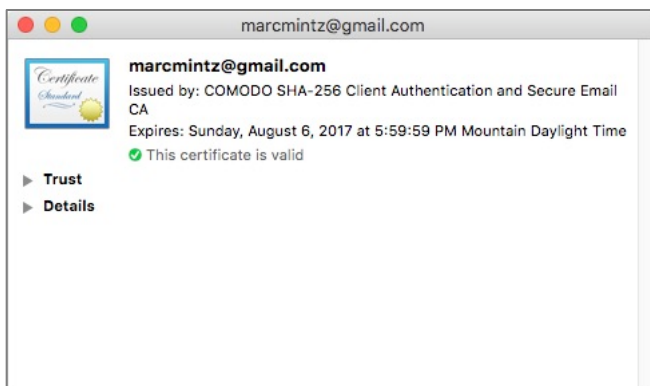 marcmintz@gmail.com
Certificate
Standard
marcmintz@gmail.com
Issued by: COMODO SHA-256 Client Authentication and Secure Email
CA
Expires: Sunday, August 6, 2017 at 5:59:59 PM Mountain Daylight Time
This certificate is valid
Trust
Details